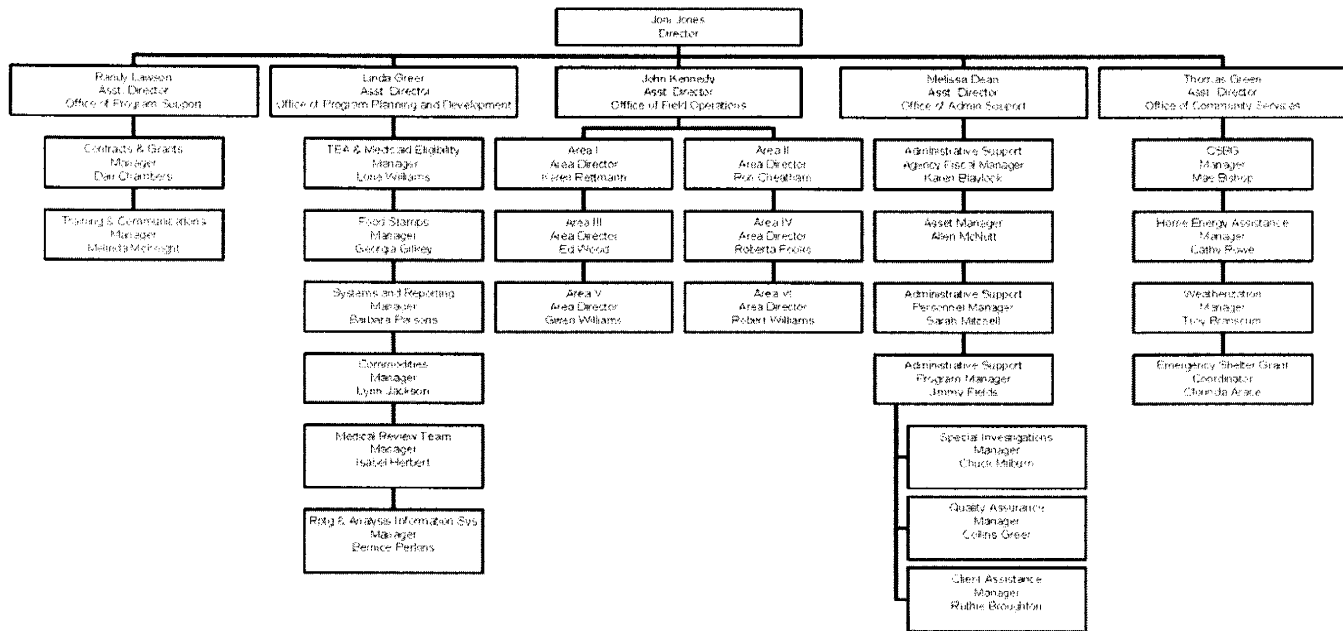 Joni Jones
Director
Randy Lawson
Asst. Director
Office of Program Support
Linda Greer
Asst. Director
Office of Program Planning and Development
John Kennedy
Asst. Director
Office of Field Operations
Melissa Dean
Asst. Director
Office of Admin Support
Thomas Green
Asst. Director
Office of Community Services
Contracts & Grants
Manager
Dan Chambers
Training & Communications
Manager
Melinda
TEA & Medicaid Eligibility
Manager
Williams
Food Stamps
Manager
Georgia Gilkey
Systems and Reporting
Manager
Barbara Parsons
Commodities
Manager
Lynn Jackson
Medical Review Team
Manager
Isabel Herbert
Rptg & Analysis Information Sys
Manager
Bernice Perkins
Area I
Area Director
Karen Rettmann
Area II
Area Director
Ron Cheatham
Area III
Area Director
Ed Wood
Area IV
Area Director
Roberta
Area V
Area Director
Gwen Williams
Area VI
Area Director
Robert Williams
Administrative Support
Agency Fiscal Manager
Karen Blaylock
Asset Manager
Allen McNutt
Administrative Support
Personnel Manager
Sarah Mitchell
Administrative Support
Program Manager
Jimmy Fields
Special Investigations
Manager
Chuck Milburn
Quality Assurance
Manager
Collins Greer
Client Assistance
Manager
Ruthie Broughton
CSBG
Manager
Mae Bishop
Home Energy Assistance
Manager
Cathy Rowe
Weatherization
Manager
Branscum
Emergency Shelter Grant
Coordinator